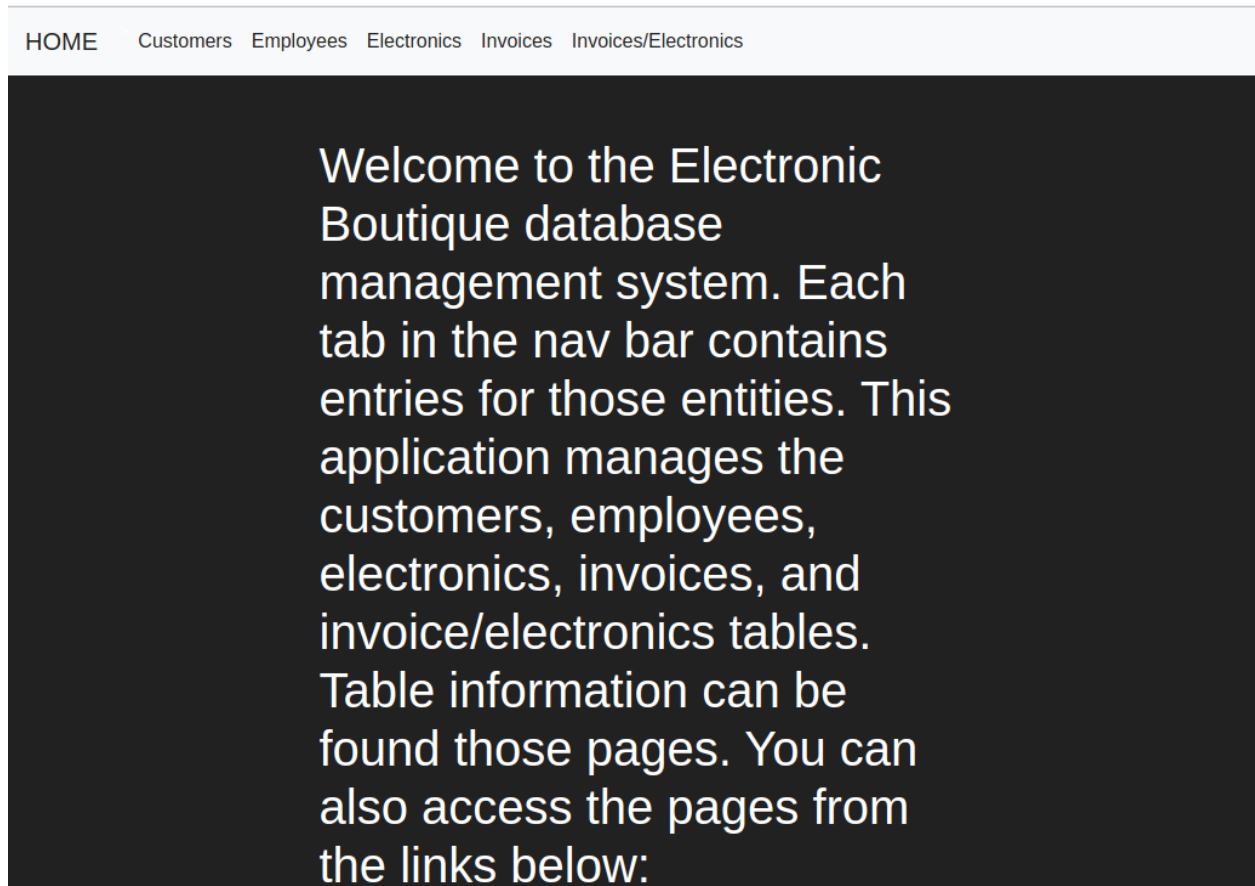 HOME Customers Employees Electronics Invoices Invoices/Electronics
Welcome to the Electronic
Boutique database
management system. Each
tab in the nav bar contains
entries for those entities. This
application manages the
customers, employees,
electronics, invoices, and
invoice/electronics tables.
Table information can be
found those pages. You can
also access the pages from
the links below: